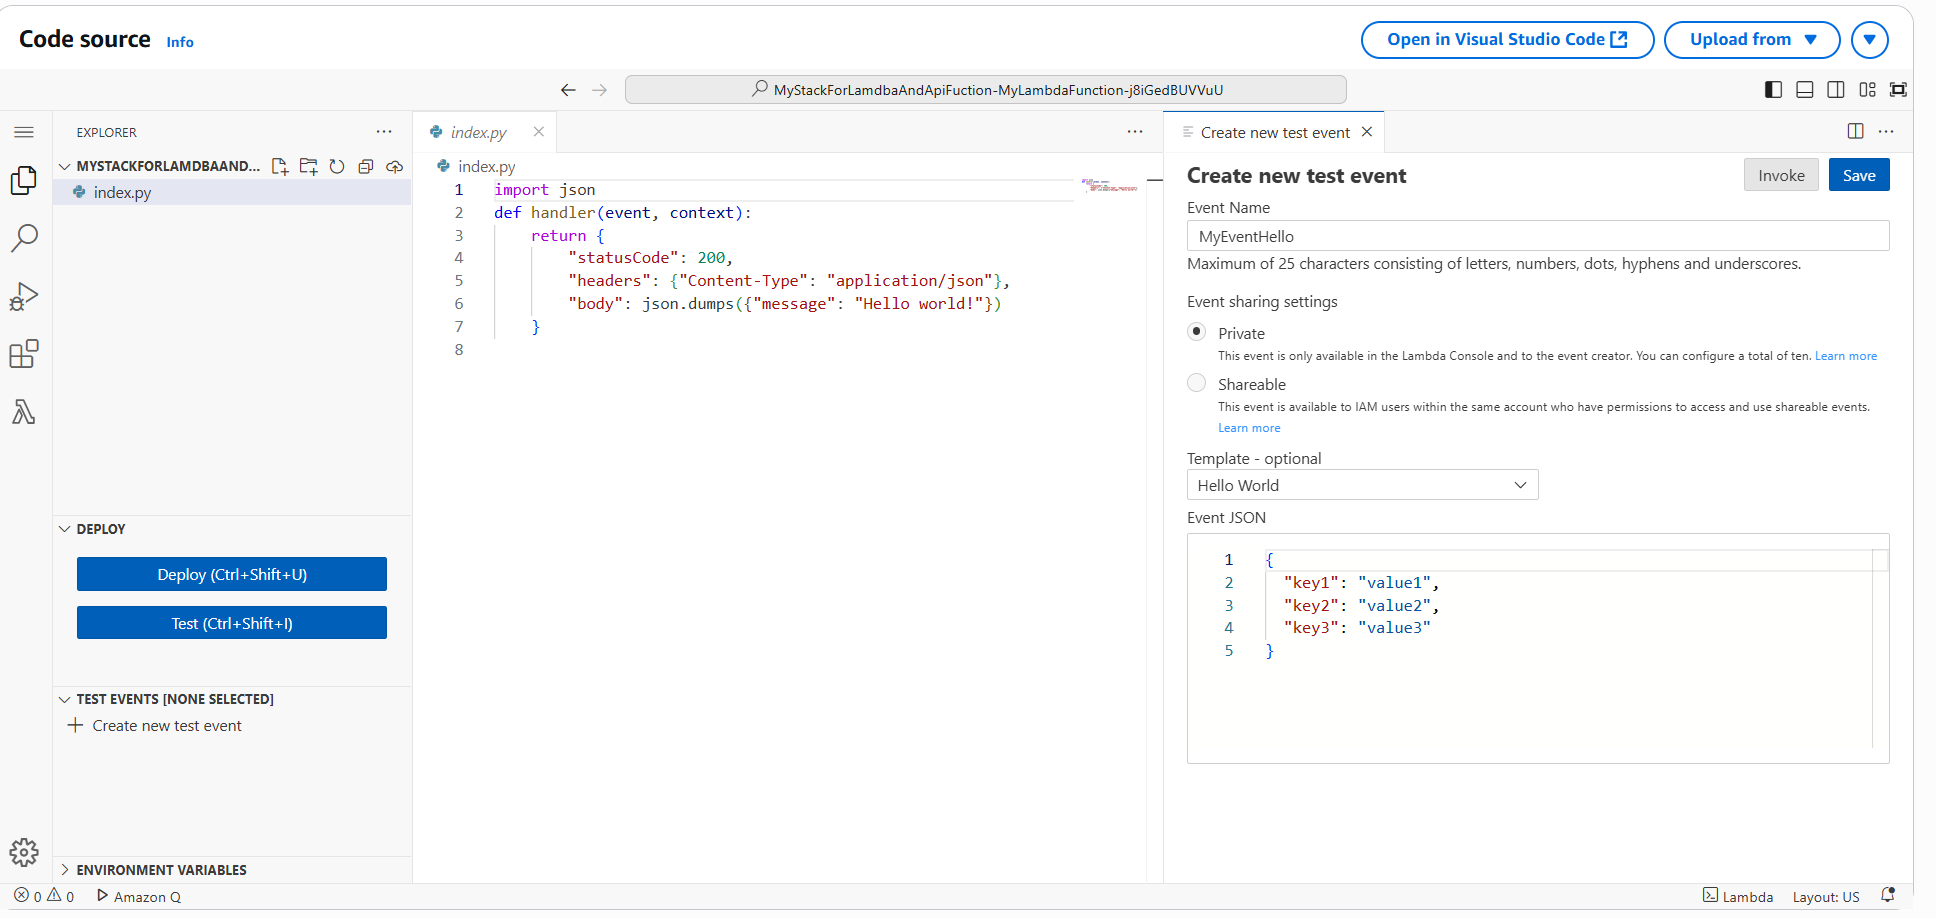 Code source Info
Open in Visual Studio Code
Upload from
MyStackForLamdbaAndApiFuction-MyLambdaFunction-j8iGedBUVVuU
EXPLORER
MYSTACKFORLAMDBAAND...
index.py
DEPLOY
Deploy (Ctrl+Shift+U)
Test (Ctrl+Shift+I)
TEST EVENTS [NONE SELECTED]
Create new test event
ENVIRONMENT VARIABLES
index.py
index.py
1 import json
2 def handler(event, context):
3     return {
4         "statusCode": 200,
5         "headers": {"Content-Type": "application/json"},
6         "body": json.dumps({"message": "Hello world!"})
7     }
8
Create new test event
Create new test event
Invoke
Save
Event Name
MyEventHello
Maximum of 25 characters consisting of letters, numbers, dots, hyphens and underscores.
Event sharing settings
Private
This event is only available in the Lambda Console and to the event creator. You can configure a total of ten. Learn more
Shareable
This event is available to IAM users within the same account who have permissions to access and use shareable events.
Learn more
Template - optional
Hello World
Event JSON
1 {
2   "key1": "value1",
3   "key2": "value2",
4   "key3": "value3"
5 }
0 0 Amazon Q
Lambda Layout: US